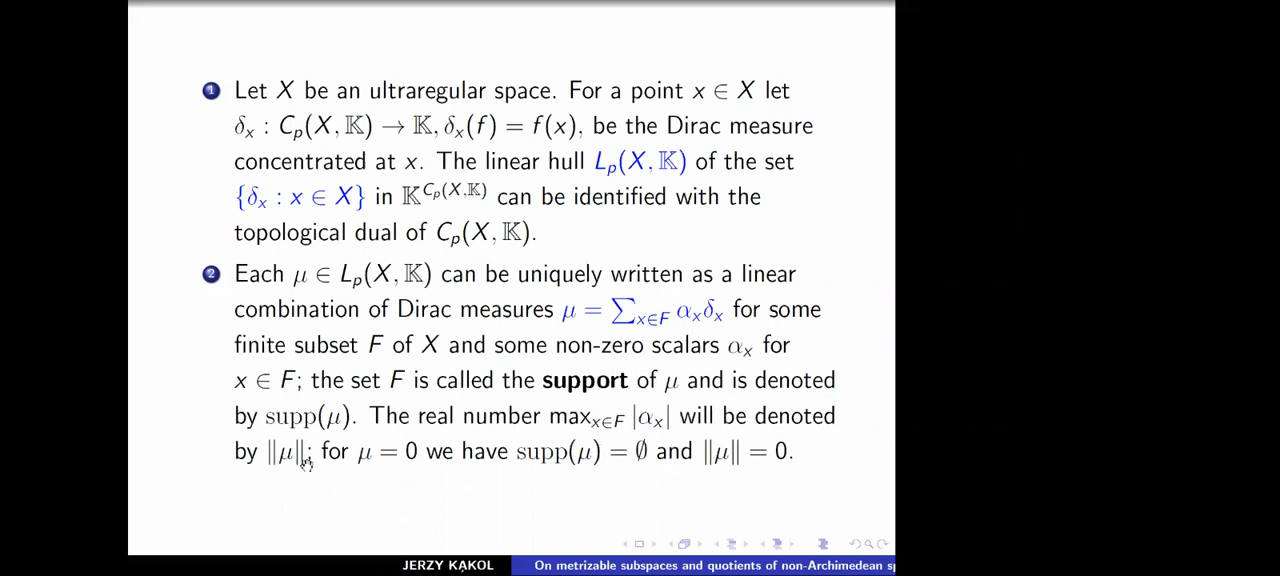 1 Let X be an ultraregular space. For a point x ∈ X let
δ_x : C_p(X, 𝕂) → 𝕂, δ_x(f) = f(x), be the Dirac measure
concentrated at x. The linear hull L_p(X, 𝕂) of the set
{δ_x : x ∈ X} in 𝕂^{C_p(X,𝕂)} can be identified with the
topological dual of C_p(X, 𝕂).
2 Each μ ∈ L_p(X, 𝕂) can be uniquely written as a linear
combination of Dirac measures μ = ∑_{x∈F} α_xδ_x for some
finite subset F of X and some non-zero scalars α_x for
x ∈ F; the set F is called the support of μ and is denoted
by supp(μ). The real number max_{x∈F} |α_x| will be denoted
by ‖μ‖; for μ = 0 we have supp(μ) = ∅ and ‖μ‖ = 0.
JERZY KĄKOL On metrizable subspaces and quotients of non-Archimedean